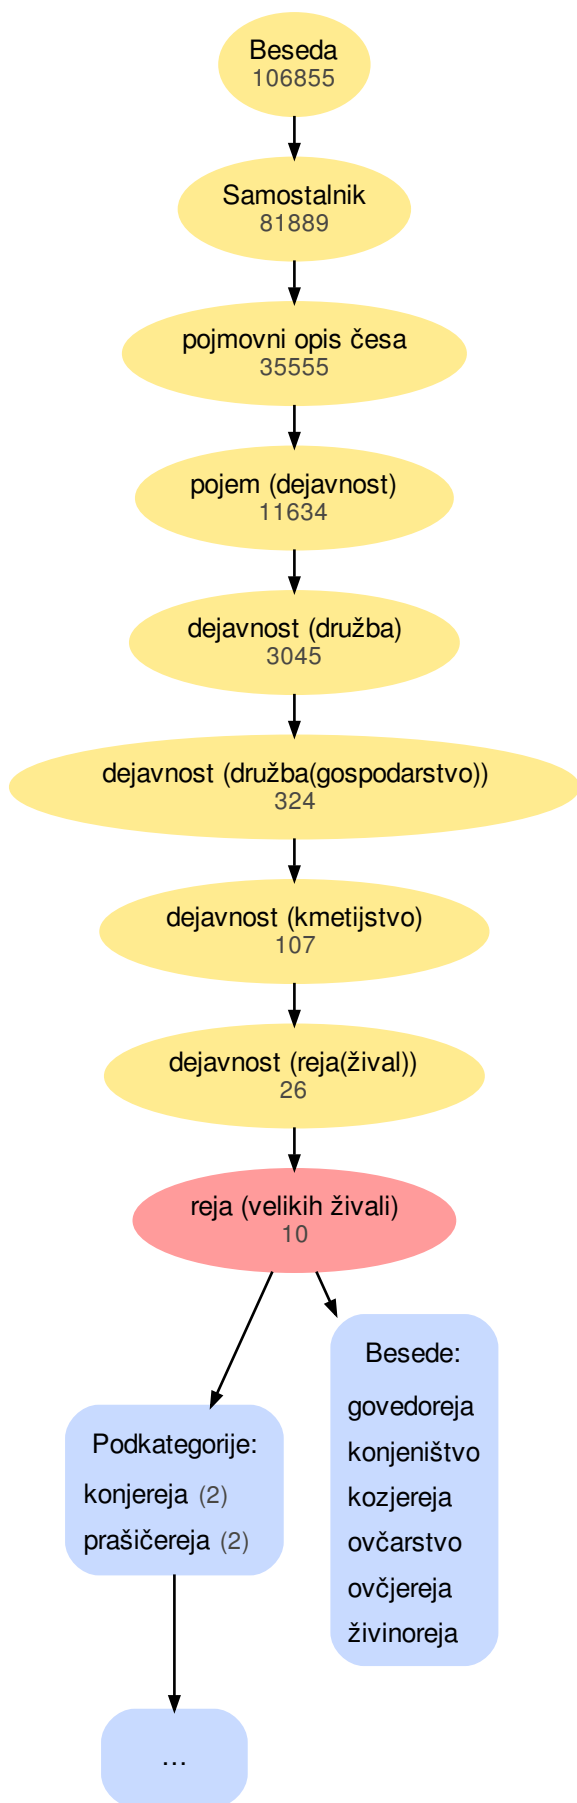 Beseda
106855
Samostalnik
81889
pojmovni opis česa
35555
pojem (dejavnost)
11634
dejavnost (družba)
3045
dejavnost (družba(gospodarstvo))
324
dejavnost (kmetijstvo)
107
dejavnost (reja(žival))
26
reja (velikih živali)
10
Podkategorije:
konjereja (2)
prašičereja (2)
...
Besede:
govedoreja
konjeništvo
kozjereja
ovčarstvo
ovčjereja
živinoreja